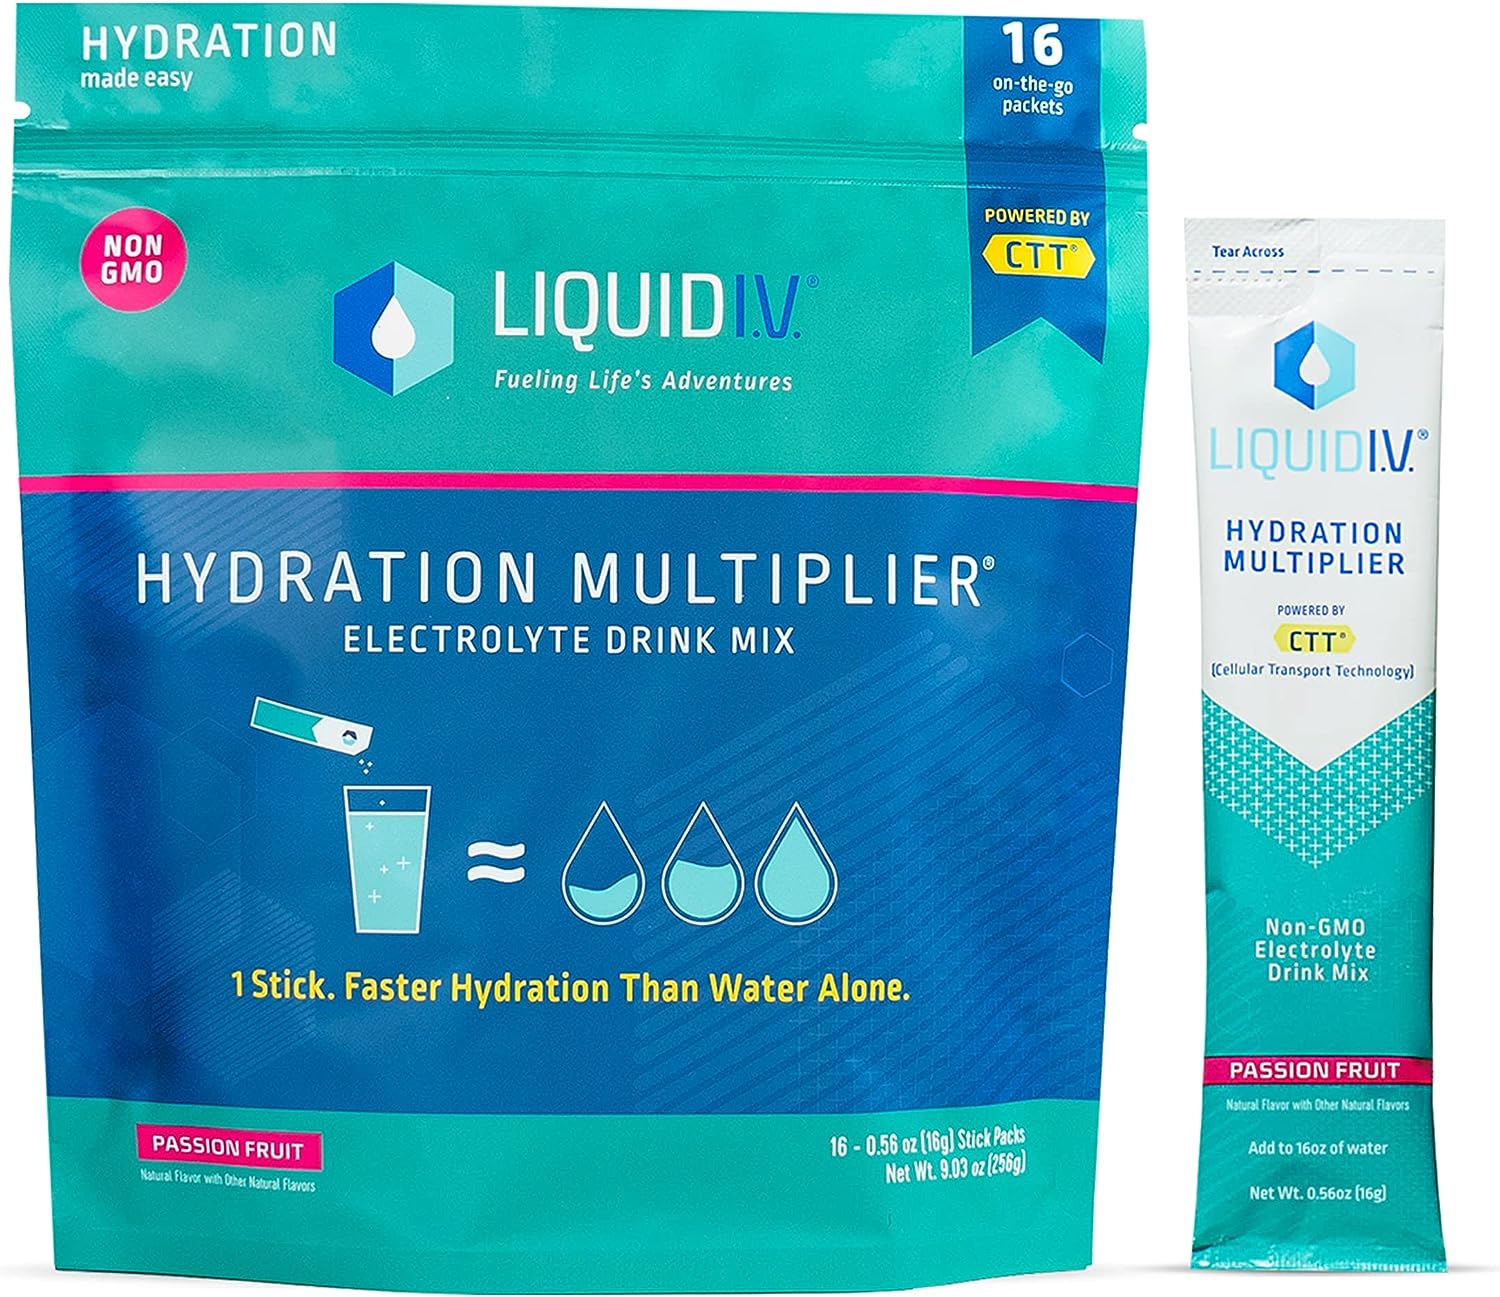 HYDRATION
made easy
16
on-the-go
packets
NON
GMO
POWERED BY
CTT®
LIQUID I.V.®
Fueling Life's Adventures
HYDRATION MULTIPLIER®
ELECTROLYTE DRINK MIX
1 Stick. Faster Hydration Than Water Alone.
PASSION FRUIT
Natural Flavor with Other Natural Flavors
16 - 0.56 oz (16g) Stick Packs
Net Wt. 9.03 oz (256g)
Tear Across
LIQUID I.V.®
HYDRATION
MULTIPLIER
POWERED BY
CTT®
(Cellular Transport Technology)
Non-GMO
Electrolyte
Drink Mix
PASSION FRUIT
Natural Flavor with Other Natural Flavors
Add to 16oz of water
Net Wt. 0.56oz (16g)